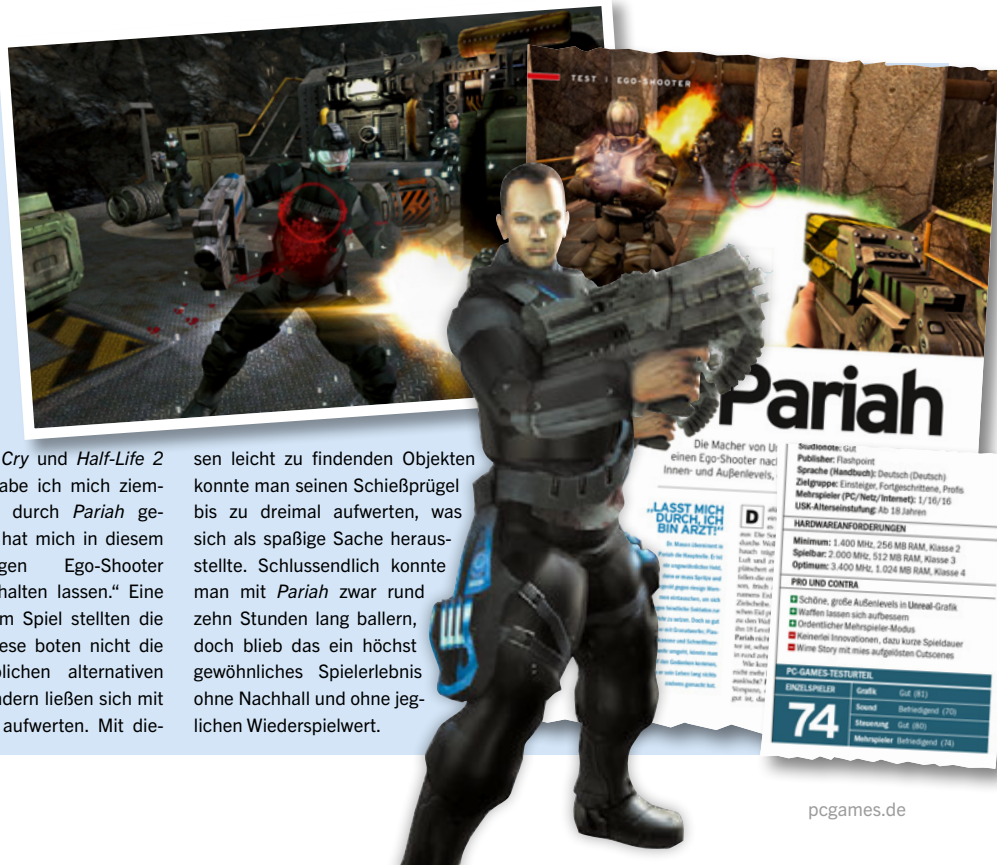 Cry und Half-Life 2
abe ich mich ziem-
durch Pariah ge-
hat mich in diesem
gen Ego-Shooter
halten lassen.“ Eine
m Spiel stellten die
ese boten nicht die
lichen alternativen
ndern ließen sich mit
aufwerten. Mit die-
sen leicht zu findenden Objekten
konnte man seinen Schießprügel
bis zu dreimal aufwerten, was
sich als spaßige Sache heraus-
stellte. Schlussendlich konnte
man mit Pariah zwar rund
zehn Stunden lang ballern,
doch blieb das ein höchst
gewöhnliches Spielerlebnis
ohne Nachhall und ohne jeg-
lichen Wiederspielwert.
TEST | EGO-SHOOTER
Pariah
Die Macher von
einen Ego-Shooter
Innen- und Außenlevels,
„LASST MICH
DURCH, ICH
BIN ARZT!“
Studionote: Gut
Publisher: Flashpoint
Sprache (Handbuch): Deutsch (Deutsch)
Zielgruppe: Einsteiger, Fortgeschrittene, Profis
Mehrspieler (PC/Netz/Internet): 1/16/16
USK-Alterseinstufung: Ab 18 Jahren
HARDWAREANFORDERUNGEN
Minimum: 1.400 MHz, 256 MB RAM, Klasse 2
Spielbar: 2.000 MHz, 512 MB RAM, Klasse 3
Optimum: 3.400 MHz, 1.024 MB RAM, Klasse 4
PRO UND CONTRA
Schöne, große Außenlevels in Unreal-Grafik
Waffen lassen sich aufbessern
Ordentlicher Mehrspieler-Modus
Keinerlei Innovationen, dazu kurze Spieldauer
Wirre Story mit mies aufgelösten Cutscenes
PC-GAMES-TESTURTEIL
EINZELSPIELER
74
Grafik Gut (81)
Sound Befriedigend (70)
Steuerung Gut (80)
Mehrspieler Befriedigend (74)
pcgames.de